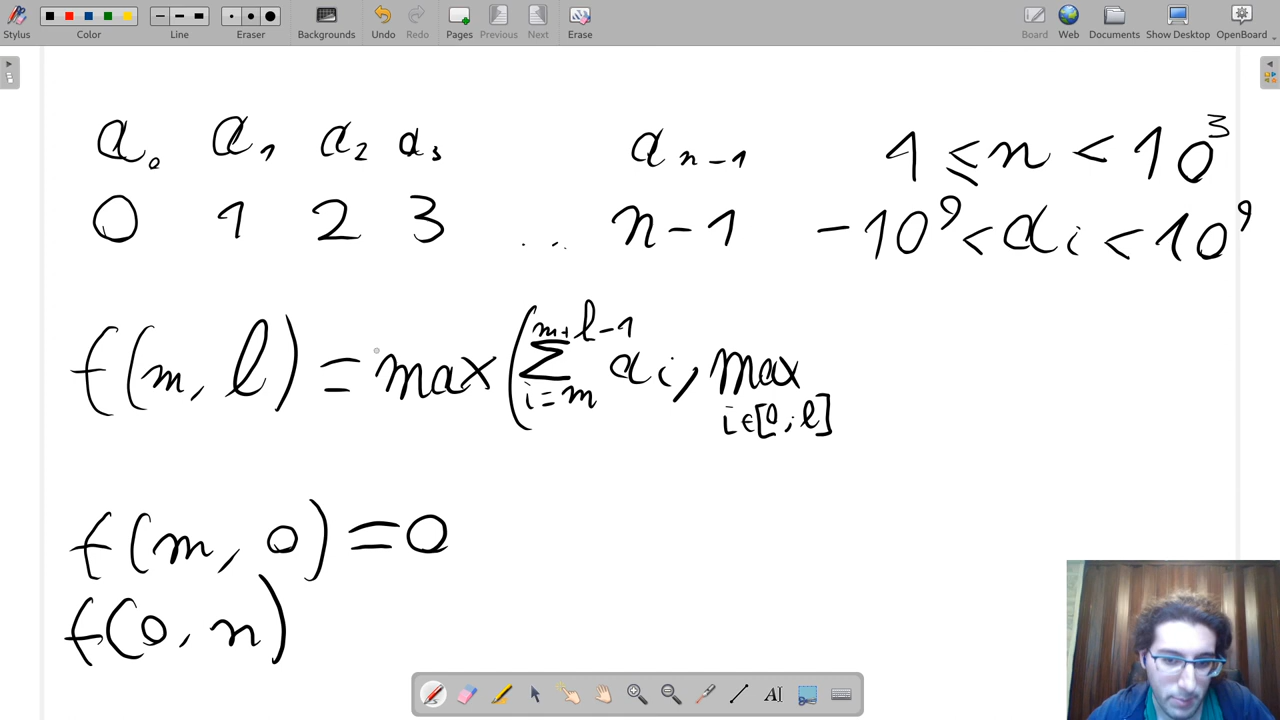 Stylus Color Line Eraser Backgrounds Undo Redo Pages Previous Next Erase Board Web Documents Show Desktop OpenBoard
a₀ a₁ a₂ a₃ aₙ₋₁ 1 ≤ n < 10³
0 1 2 3 ... n-1 -10⁹ < aᵢ < 10⁹
f(m, l) = max(∑_{i=m}^{m+l-1} aᵢ, max_{i∈[0,l]}
f(m, 0) = 0
f(0, n)